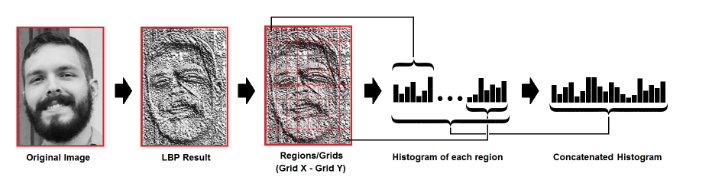 Original Image
LBP Result
Regions/Grids
(Grid X - Grid Y)
Histogram of each region
Concatenated Histogram